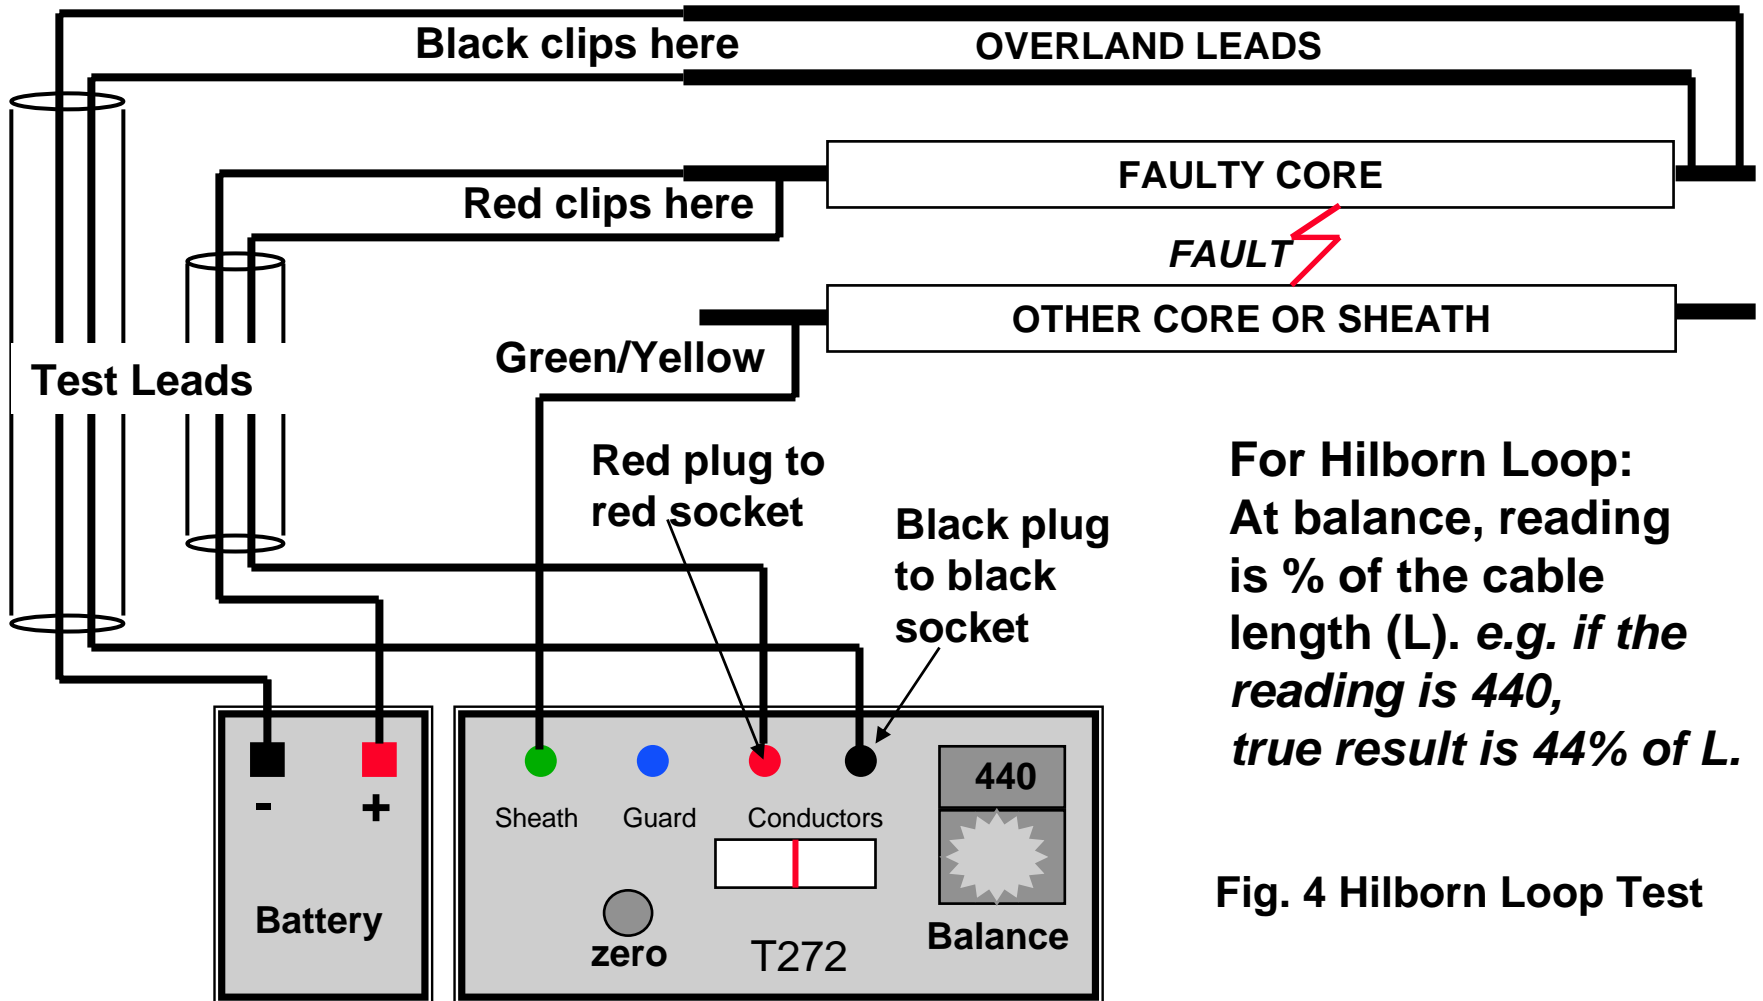 Black clips here
OVERLAND LEADS
FAULTY CORE
Red clips here
FAULT
OTHER CORE OR SHEATH
Green/Yellow
Test Leads
Red plug to
red socket
Black plug
to black
socket
For Hilborn Loop:
At balance, reading
is % of the cable
length (L). e.g. if the
reading is 440,
true result is 44% of L.
- +
Battery
Sheath
Guard
Conductors
440
zero
T272
Balance
Fig. 4 Hilborn Loop Test